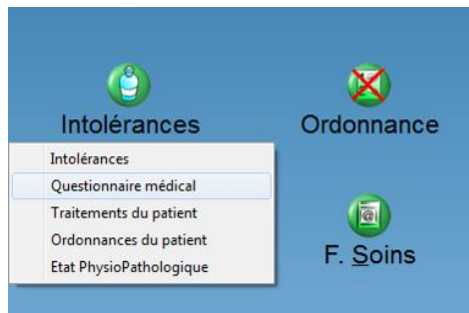 Intolérances
Ordonnance
Intolérances
Questionnaire médical
Traitements du patient
Ordonnances du patient
Etat PhysioPathologique
F. Soins